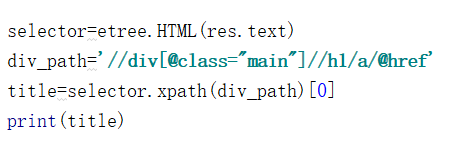 selector=etree.HTML(res.text)
div_path='//div[@class="main"]//h1/a/@href'
title=selector.xpath(div_path)[0]
print(title)